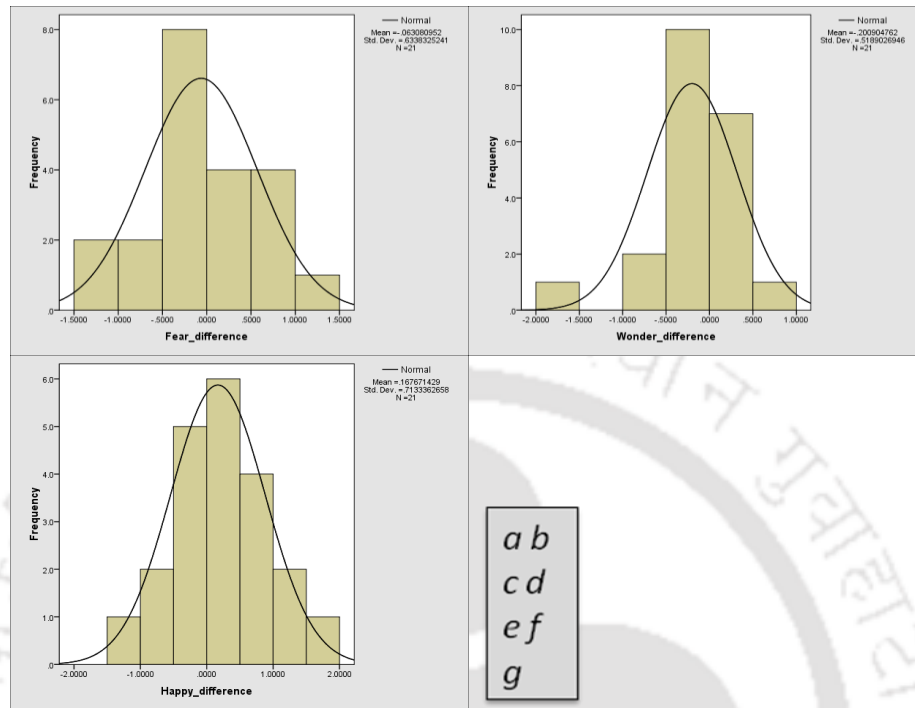 Normal
Mean =-.063080952
Std. Dev. =.6338325241
N =21
8.0
6.0
4.0
2.0
.0
Frequency
-1.5000 -1.0000 -.5000 .0000 .5000 1.0000 1.5000
Fear_difference
Normal
Mean =-.200904762
Std. Dev. =.5189026946
N =21
10.0
8.0
6.0
4.0
2.0
.0
Frequency
-2.0000 -1.5000 -1.0000 -.5000 .0000 .5000 1.0000
Wonder_difference
Normal
Mean =.167671429
Std. Dev. =.7133362658
N =21
6.0
5.0
4.0
3.0
2.0
1.0
.0
Frequency
-2.0000 -1.0000 .0000 1.0000 2.0000
Happy_difference
a b
c d
e f
g